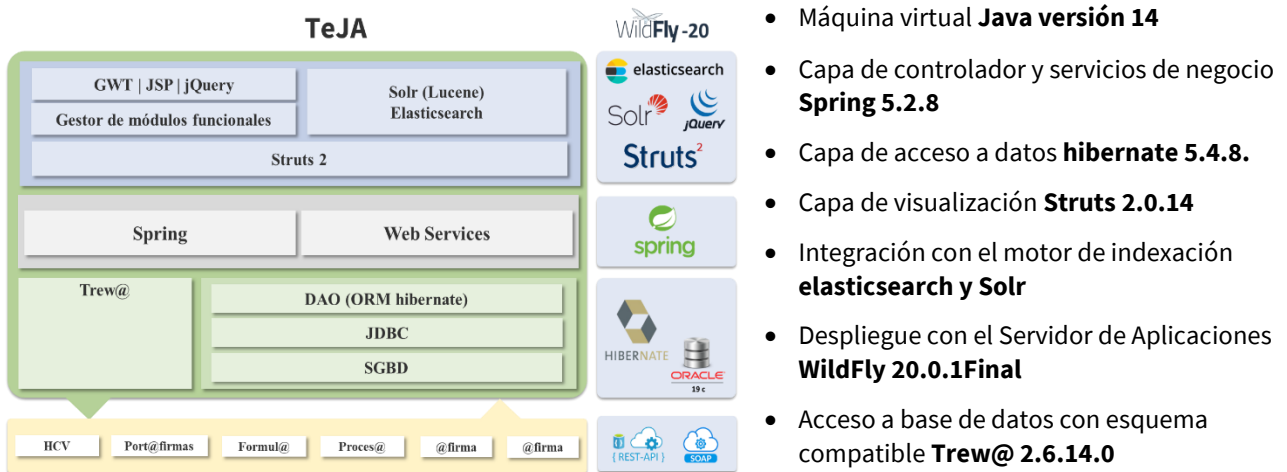 TeJA
WildFly-20
GWT | JSP | jQuery
Gestor de módulos funcionales
Solr (Lucene)
Elasticsearch
Struts 2
elasticsearch
Solr
jQuery
Struts²
Spring
Web Services
spring
Trew@
DAO (ORM hibernate)
JDBC
SGBD
HIBERNATE
ORACLE
19 c
HCV
Port@firmas
Formul@
Proces@
@firma
@firma
{ REST-API }
SOAP
• Máquina virtual Java versión 14
• Capa de controlador y servicios de negocio
Spring 5.2.8
• Capa de acceso a datos hibernate 5.4.8.
• Capa de visualización Struts 2.0.14
• Integración con el motor de indexación
elasticsearch y Solr
• Despliegue con el Servidor de Aplicaciones
WildFly 20.0.1Final
• Acceso a base de datos con esquema
compatible Trew@ 2.6.14.0